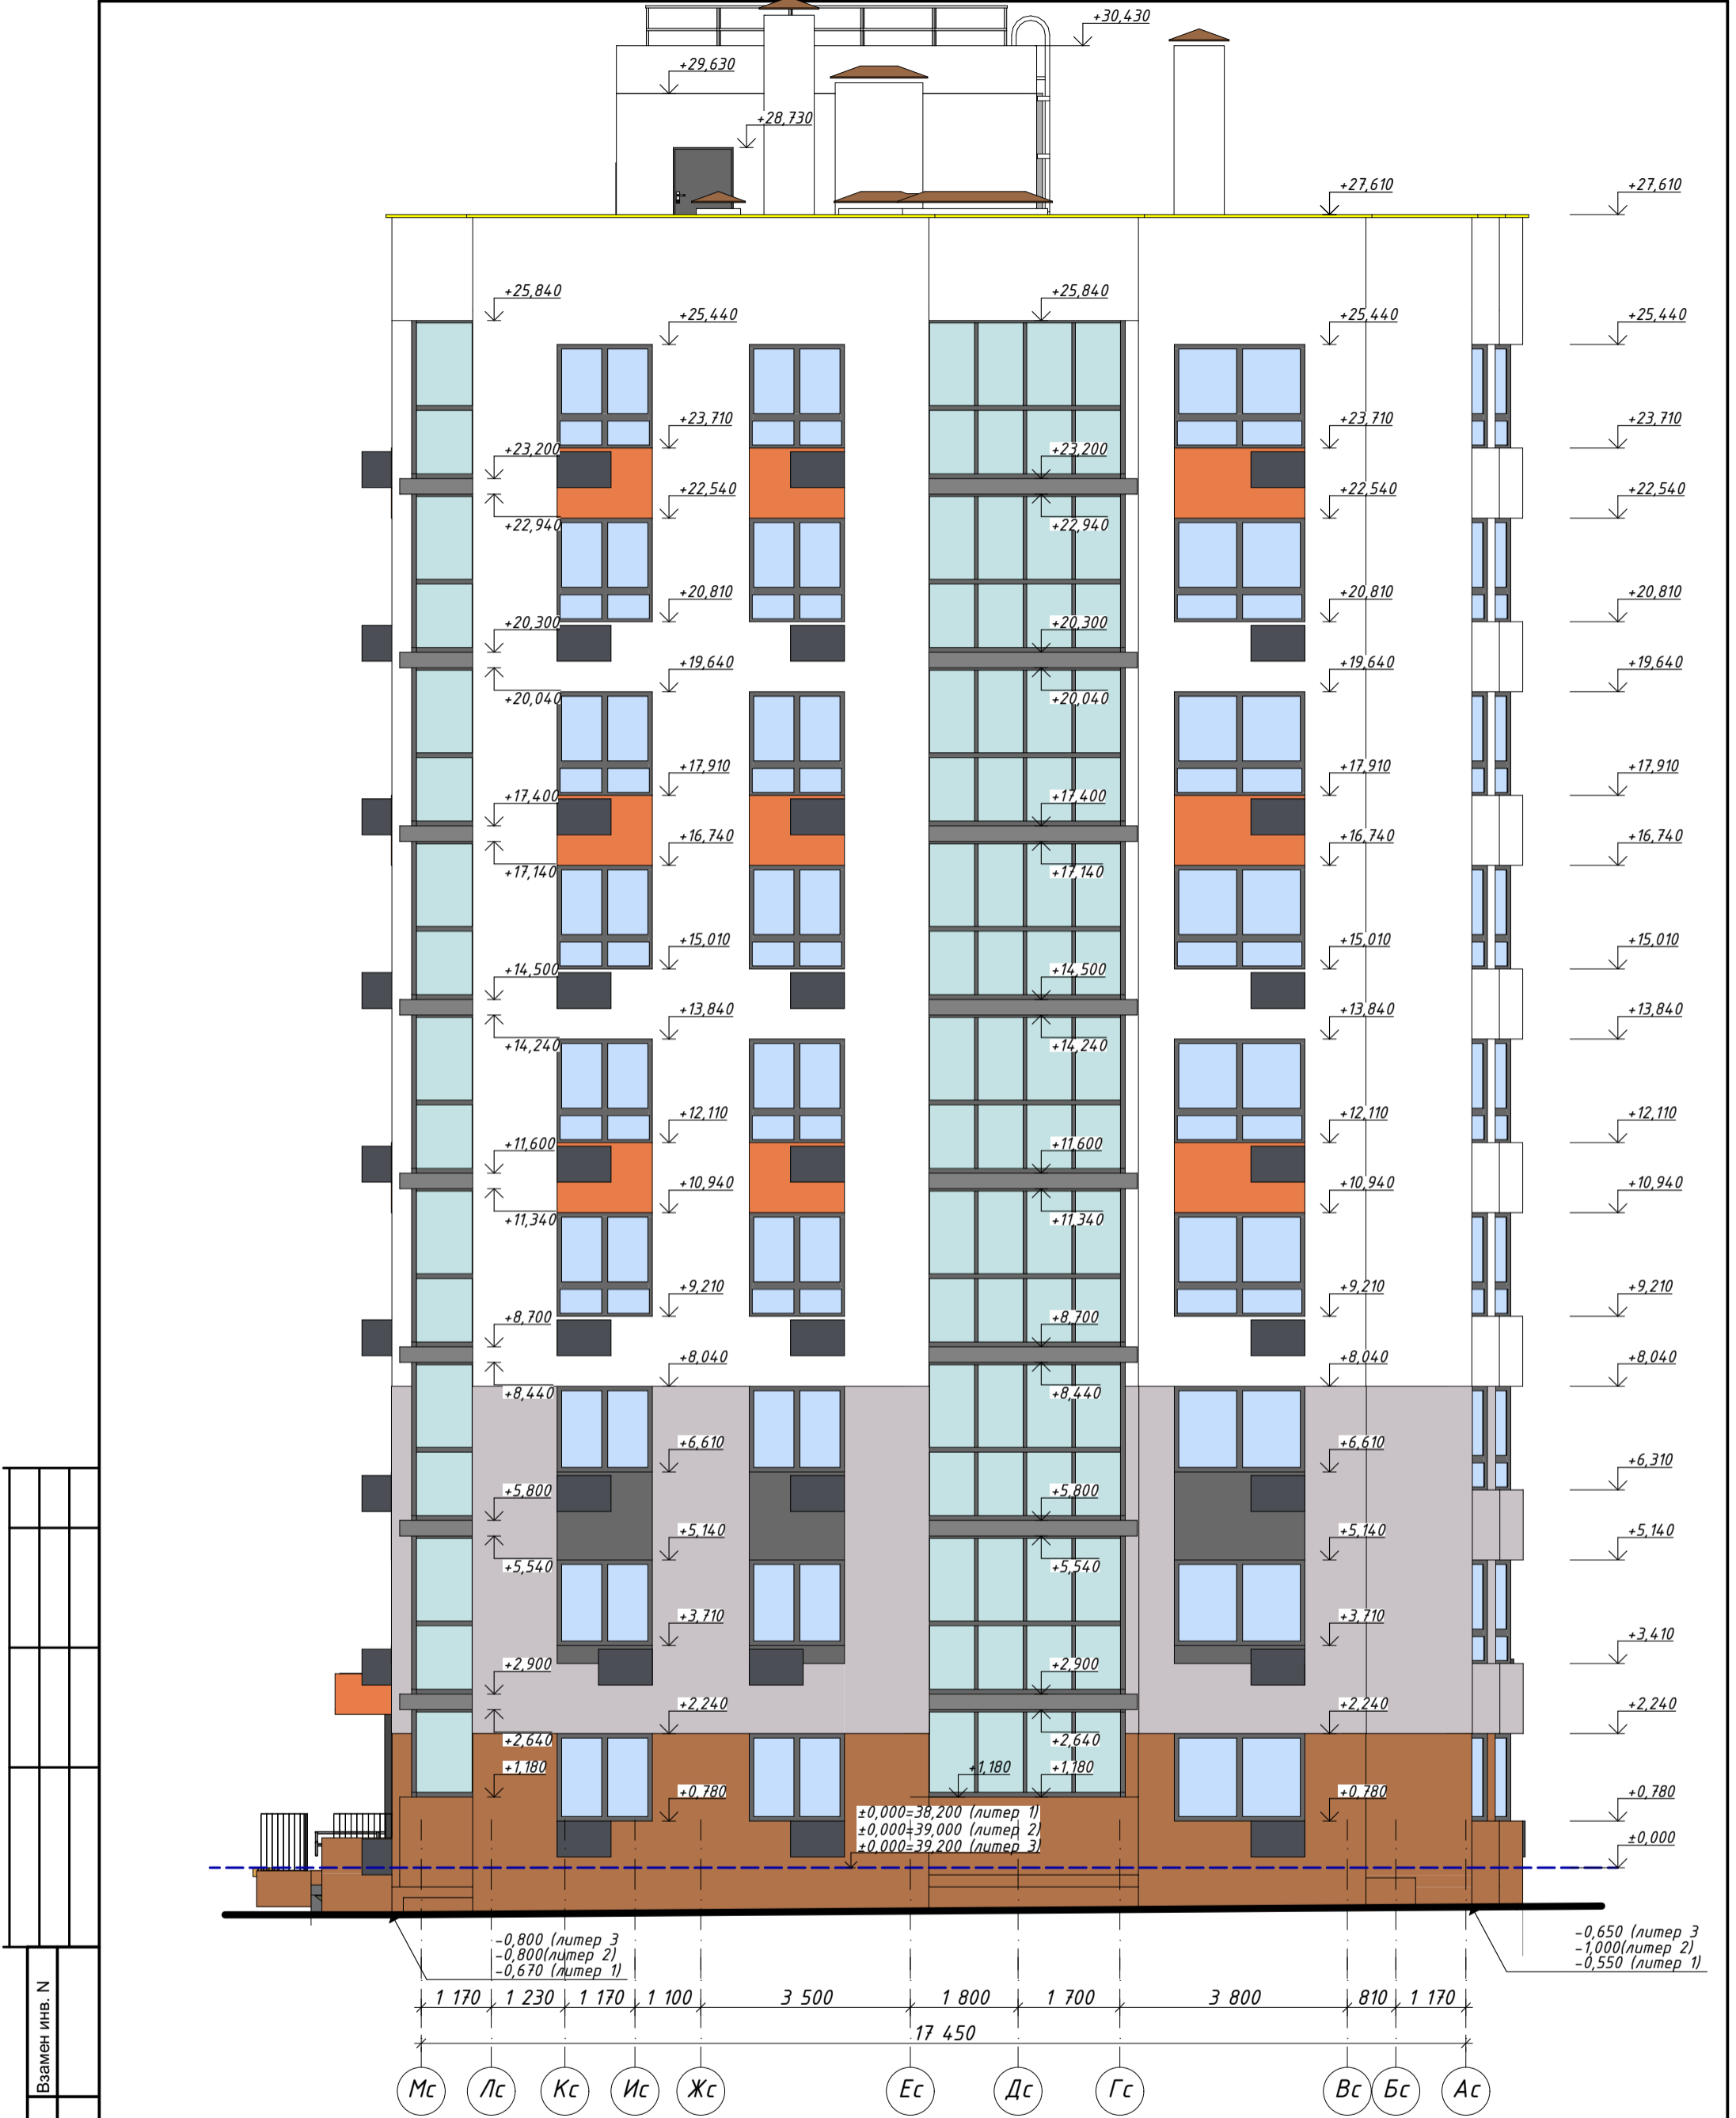 +30,430
+29,630
+28,730
+27,610 +27,610
+25,840 +25,840
+25,440 +25,440 +25,440
+23,710 +23,710 +23,710
+23,200 +23,200
+22,540 +22,540 +22,540
+22,940 +22,940
+20,810 +20,810 +20,810
+20,300 +20,300
+19,640 +19,640 +19,640
+20,040 +20,040
+17,910 +17,910 +17,910
+17,400 +17,400
+16,740 +16,740 +16,740
+17,140 +17,140
+15,010 +15,010 +15,010
+14,500 +14,500
+13,840 +13,840 +13,840
+14,240 +14,240
+12,110 +12,110 +12,110
+11,600 +11,600
+10,940 +10,940 +10,940
+11,340 +11,340
+9,210 +9,210 +9,210
+8,700 +8,700
+8,040 +8,040 +8,040
+8,440 +8,440
+6,610 +6,610
+6,310
+5,800 +5,800
+5,140 +5,140 +5,140
+5,540 +5,540
+3,710 +3,710
+3,410
+2,900 +2,900
+2,240 +2,240 +2,240
+2,640 +2,640
+1,180 +1,180 +1,180
+0,780 +0,780 +0,780
±0,000=38,200 (литер 1)
±0,000=39,000 (литер 2)
±0,000=39,200 (литер 3)
±0,000
-0,800 (литер 3
-0,800(литер 2)
-0,670 (литер 1)
-0,650 (литер 3
-1,000(литер 2)
-0,550 (литер 1)
1 170 1 230 1 170 1 100 3 500 1 800 1 700 3 800 810 1 170
17 450
Мс Лс Кс Ис Жс Ес Дс Гс Вс Бс Ас
Взамен инв. N